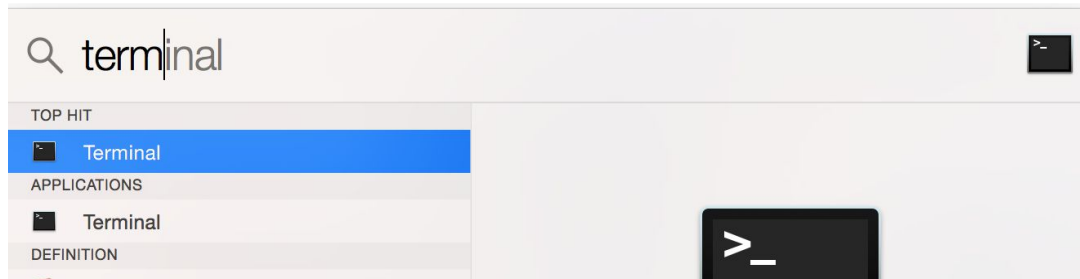 terminal
>_
TOP HIT
>_ Terminal
APPLICATIONS
>_ Terminal
DEFINITION
>_